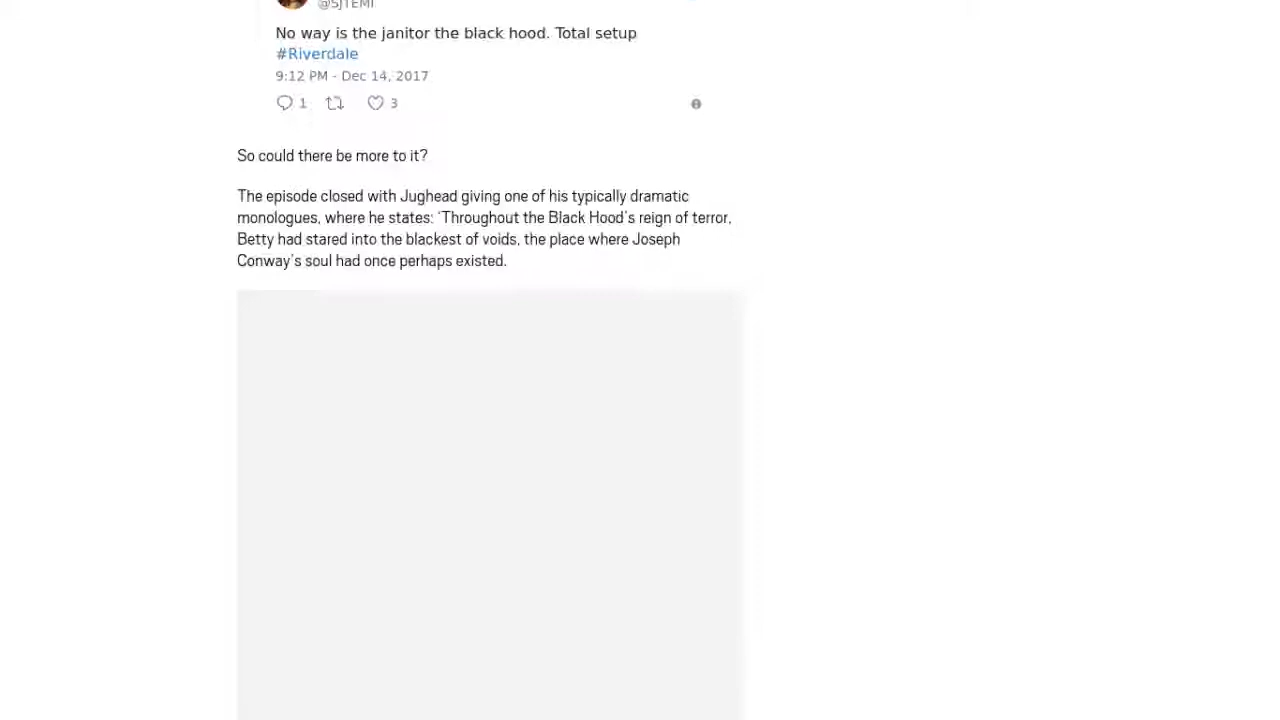 @SJTEMI
No way is the janitor the black hood. Total setup
#Riverdale
9:12 PM - Dec 14, 2017
1 3
So could there be more to it?
The episode closed with Jughead giving one of his typically dramatic
monologues, where he states: ‘Throughout the Black Hood’s reign of terror,
Betty had stared into the blackest of voids, the place where Joseph
Conway’s soul had once perhaps existed.